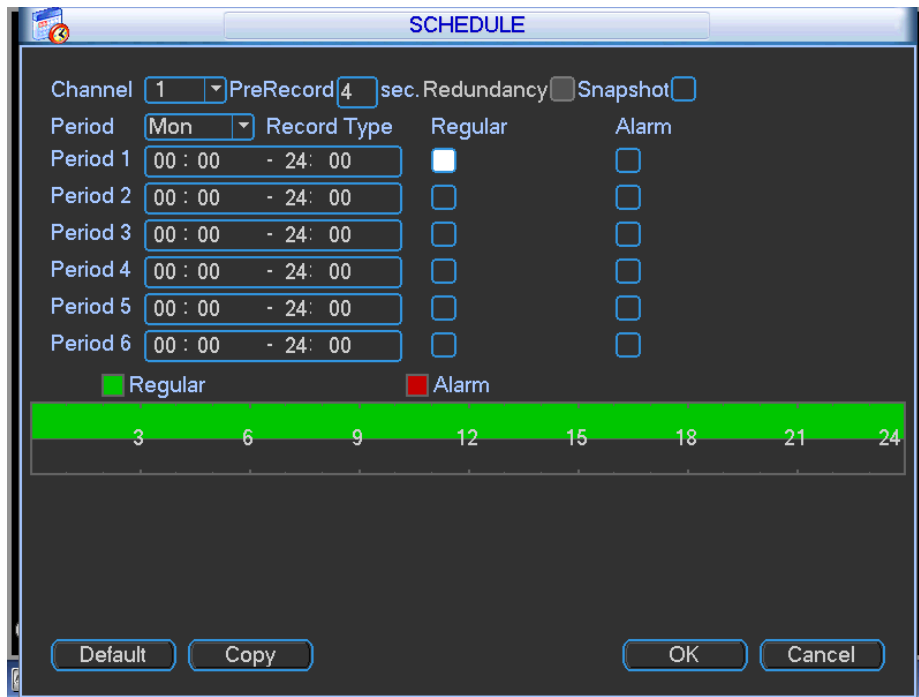 SCHEDULE
Channel 1 PreRecord 4 sec. Redundancy Snapshot
Period Mon Record Type Regular Alarm
Period 1 00 : 00 - 24: 00
Period 2 00 : 00 - 24: 00
Period 3 00 : 00 - 24: 00
Period 4 00 : 00 - 24: 00
Period 5 00 : 00 - 24: 00
Period 6 00 : 00 - 24: 00
Regular Alarm
3 6 9 12 15 18 21 24
Default Copy OK Cancel